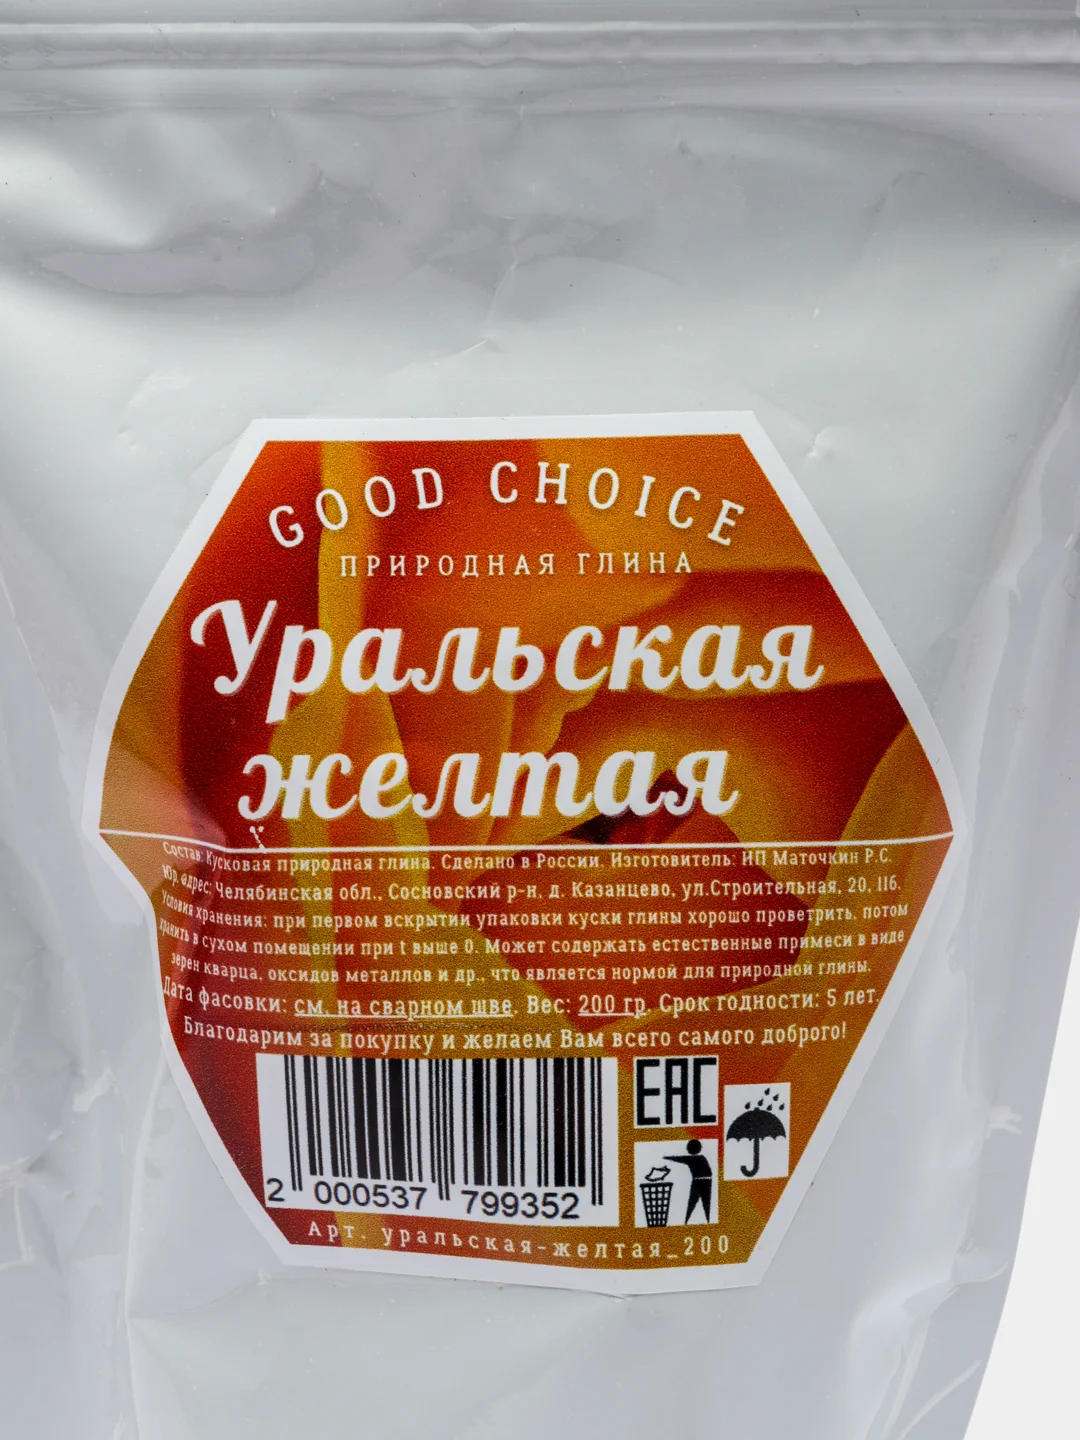 GOOD CHOICE
ПРИРОДНАЯ ГЛИНА
Уральская
желтая
Состав: Кусковая природная глина. Сделано в России. Изготовитель: ИП Маточкин Р.С.
Юр. адрес: Челябинская обл., Сосновский р-н, д. Казанцево, ул.Строительная, 20, 116.
Условия хранения: при первом вскрытии упаковки куски глины хорошо проветрить, потом
хранить в сухом помещении при t выше 0. Может содержать естественные примеси в виде
зерен кварца, оксидов металлов и др., что является нормой для природной глины.
Дата фасовки: см. на сварном шве. Вес: 200 гр. Срок годности: 5 лет.
Благодарим за покупку и желаем Вам всего самого доброго!
EAC
2 000537 799352
Арт. уральская-желтая_200